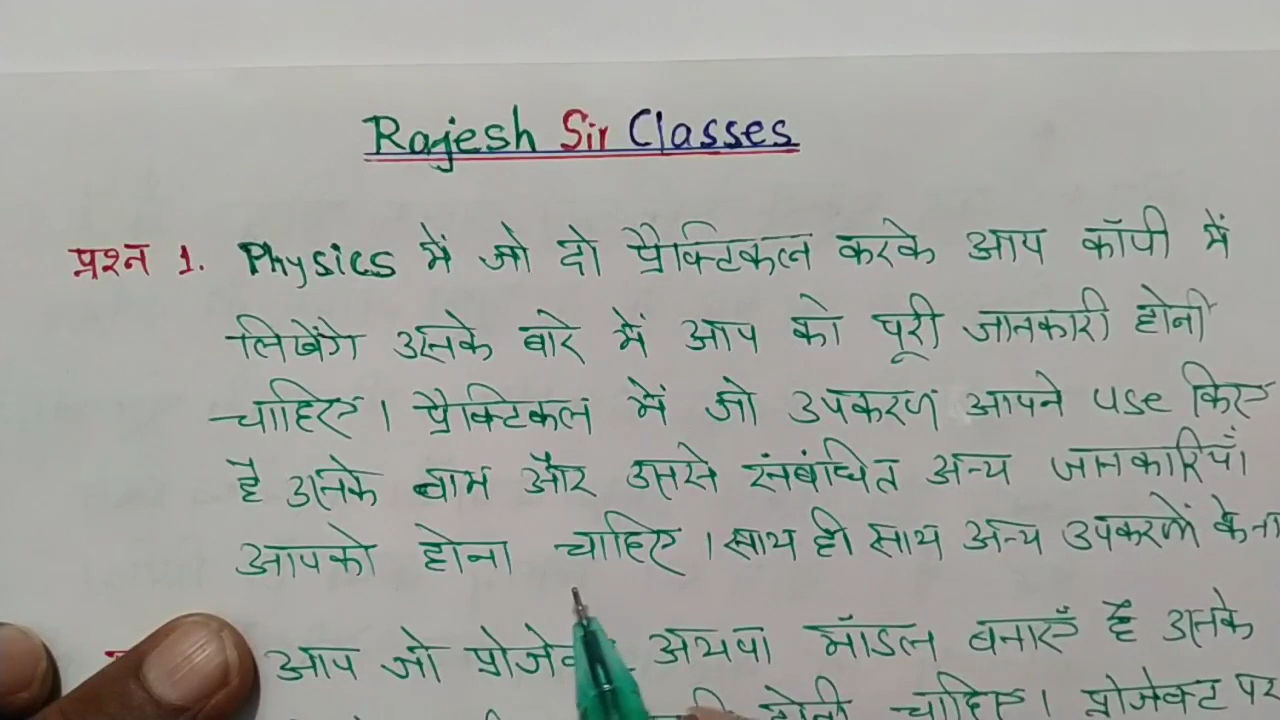 Rajesh Sir Classes
प्रश्न 1. Physics में जो दो प्रैक्टिकल करके आप कॉपी में
लिखेंगे उसके बारे में आप को पूरी जानकारी होनी
चाहिए। प्रैक्टिकल में जो उपकरण आपने use किए
है उनके नाम और उससे संबंधित अन्य जानकारियाँ
आपको होना चाहिए। साथ ही साथ अन्य उपकरणों के
आप जो अथवा मॉडल बनाएँ है उनके
होनी चाहिए। प्रोजेक्ट पर